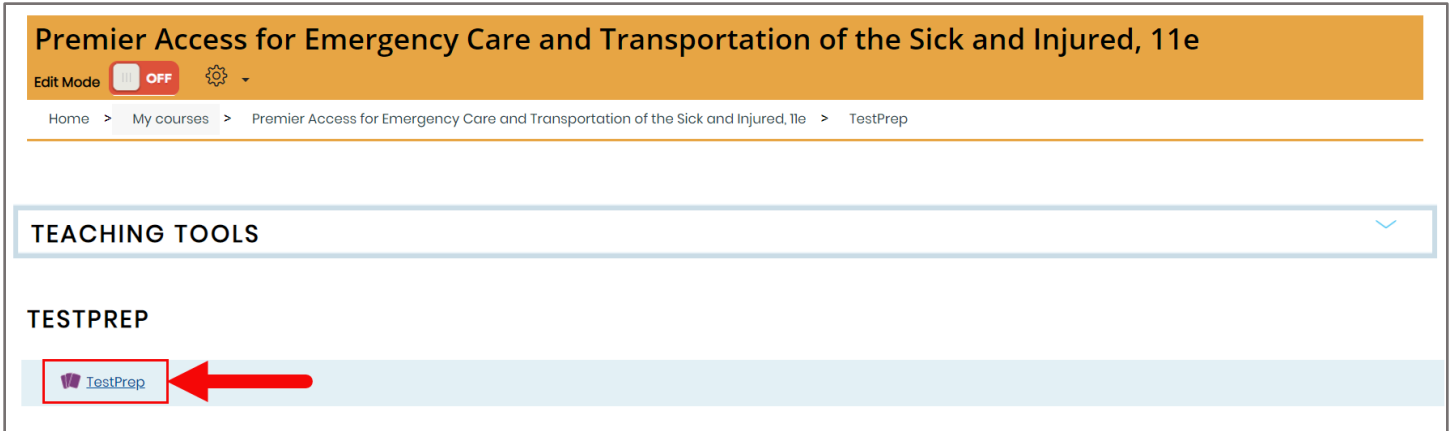 Premier Access for Emergency Care and Transportation of the Sick and Injured, 11e
Edit Mode OFF
Home > My courses > Premier Access for Emergency Care and Transportation of the Sick and Injured, 11e > TestPrep
TEACHING TOOLS
TESTPREP
TestPrep